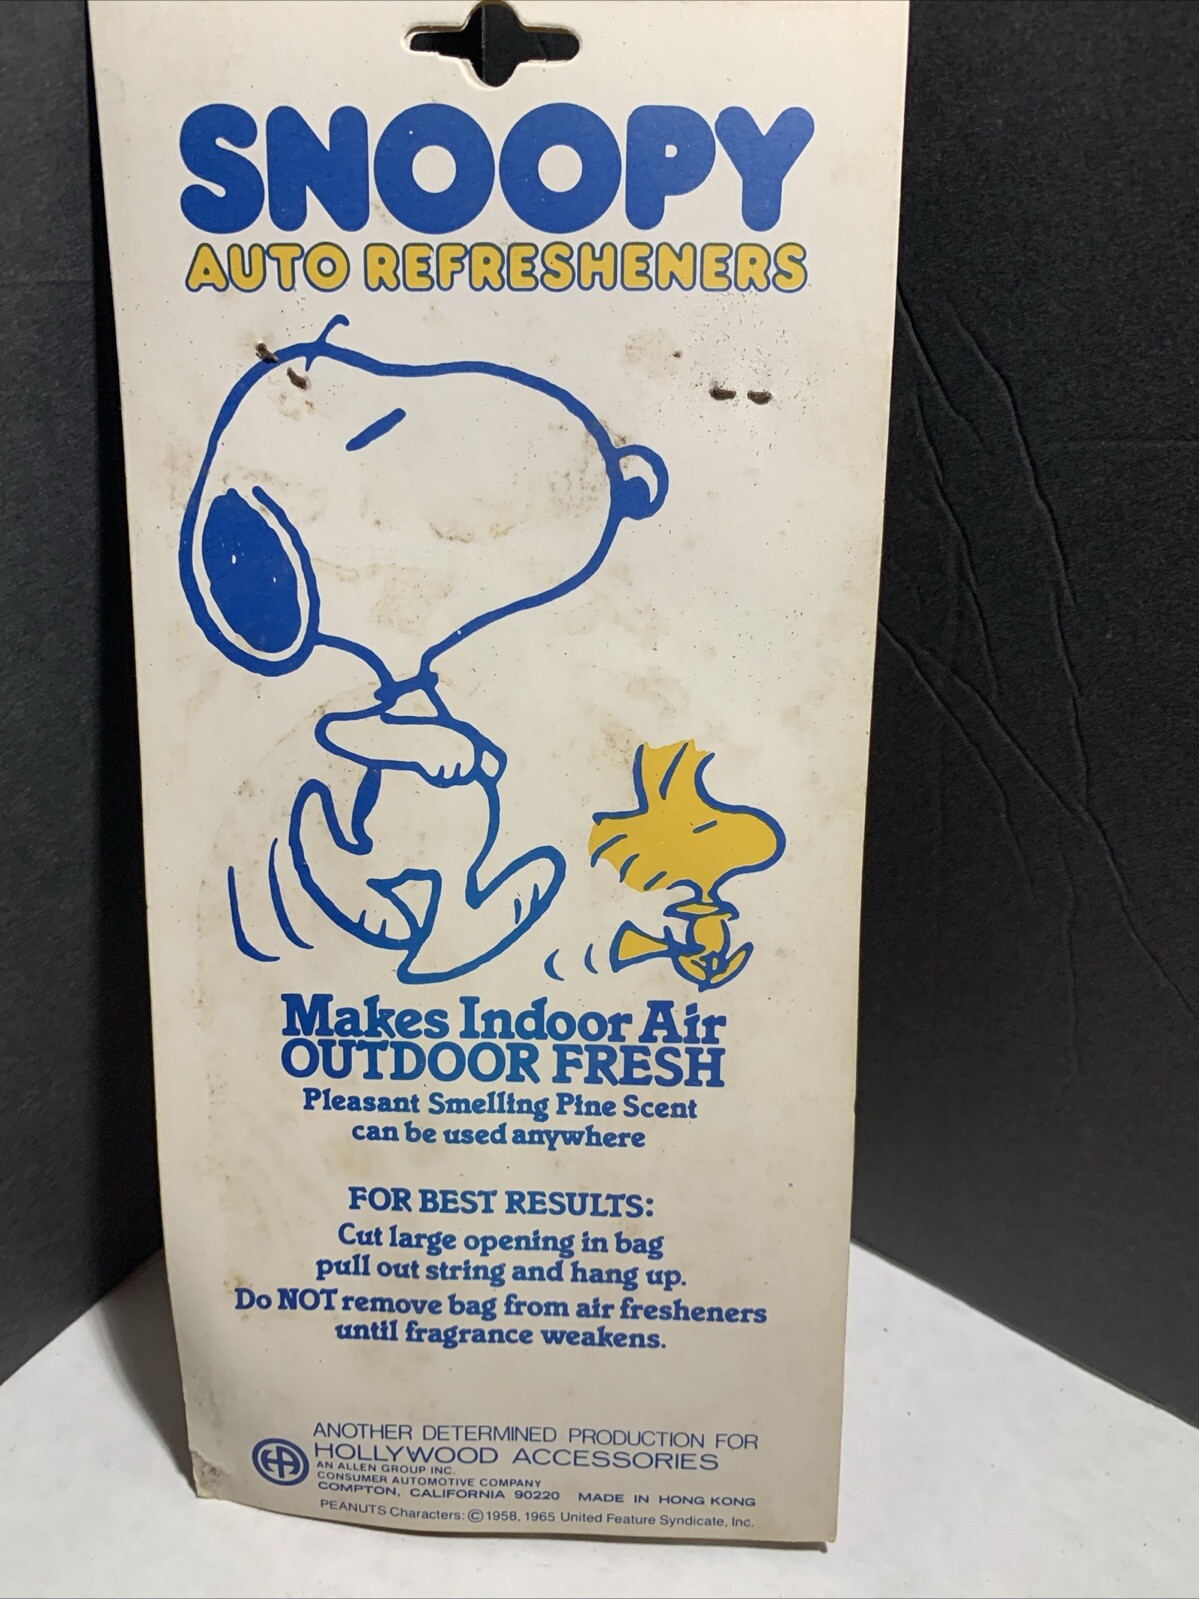 SNOOPY
AUTO REFRESHENERS
Makes Indoor Air
OUTDOOR FRESH
Pleasant Smelling Pine Scent
can be used anywhere
FOR BEST RESULTS:
Cut large opening in bag
pull out string and hang up.
Do NOT remove bag from air fresheners
until fragrance weakens.
HA
ANOTHER DETERMINED PRODUCTION FOR
HOLLYWOOD ACCESSORIES
AN ALLEN GROUP INC.
CONSUMER AUTOMOTIVE COMPANY
COMPTON, CALIFORNIA 90220 MADE IN HONG KONG
PEANUTS Characters: © 1958, 1965 United Feature Syndicate, Inc.